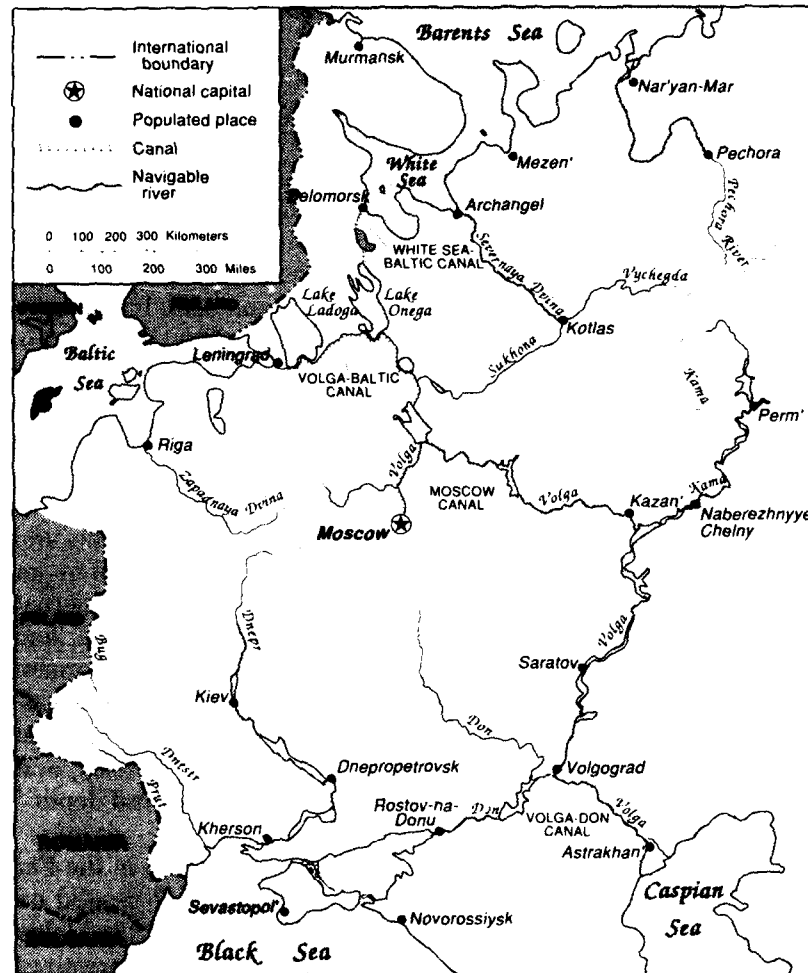 International
boundary
National capital
Populated place
Canal
Navigable
river
0 100 200 300 Kilometers
0 100 200 300 Miles
Barents Sea
Murmansk
Nar'yan-Mar
White
Sea
Mezen'
Pechora
Pechora
River
Belomorsk
Archangel
WHITE SEA-
BALTIC CANAL
Severnaya Dvina
Vychegda
FINLAND
Lake
Ladoga
Lake
Onega
Kotlas
Sukhona
Baltic
Sea
Leningrad
VOLGA-BALTIC
CANAL
Kama
Perm'
Riga
Zapadnaya Dvina
Volga
MOSCOW
CANAL
Volga
Kama
Kazan'
Naberezhnyye
Chelny
Moscow
POLAND
Bug
Dnepr
Volga
Saratov
Kiev
Don
Dnestr
Prut
Dnepropetrovsk
Volgograd
Rostov-na-
Donu
Don
VOLGA-DON
CANAL
Volga
ROMANIA
Kherson
Astrakhan'
Caspian
Sea
Sevastopol'
Novorossiysk
Black Sea